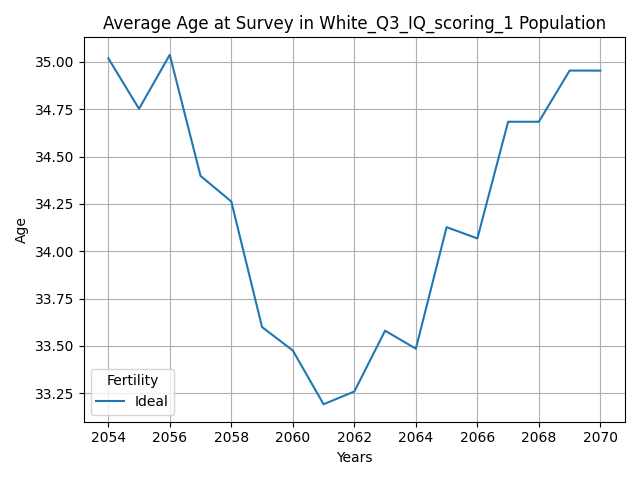 Average Age at Survey in White_Q3_IQ_scoring_1 Population
Age
35.00
34.75
34.50
34.25
34.00
33.75
33.50
33.25
Fertility
Ideal
2054 2056 2058 2060 2062 2064 2066 2068 2070
Years